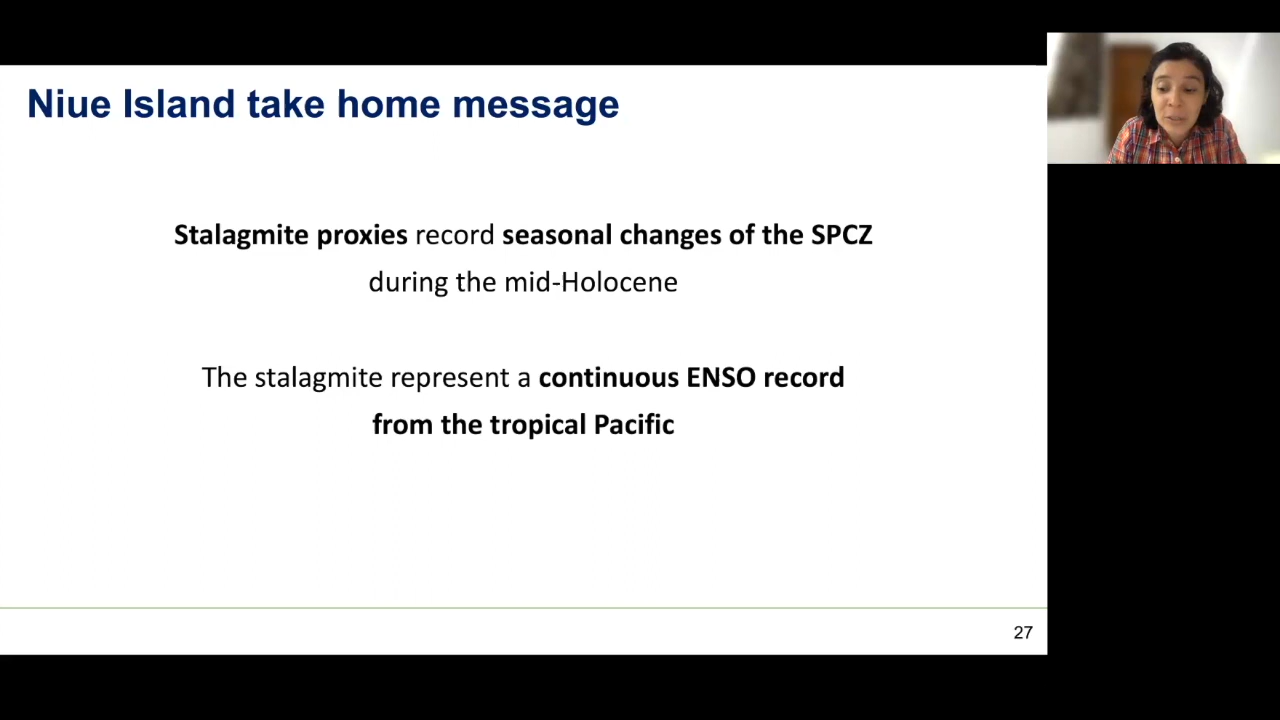 Niue Island take home message
Stalagmite proxies record seasonal changes of the SPCZ
during the mid-Holocene
The stalagmite represent a continuous ENSO record
from the tropical Pacific
27